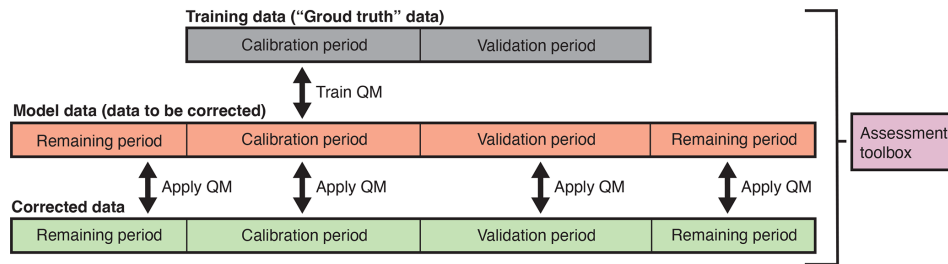 Training data ("Groud truth" data)
Calibration period
Validation period
Train QM
Model data (data to be corrected)
Remaining period
Calibration period
Validation period
Remaining period
Assessment
toolbox
Apply QM
Apply QM
Apply QM
Apply QM
Corrected data
Remaining period
Calibration period
Validation period
Remaining period